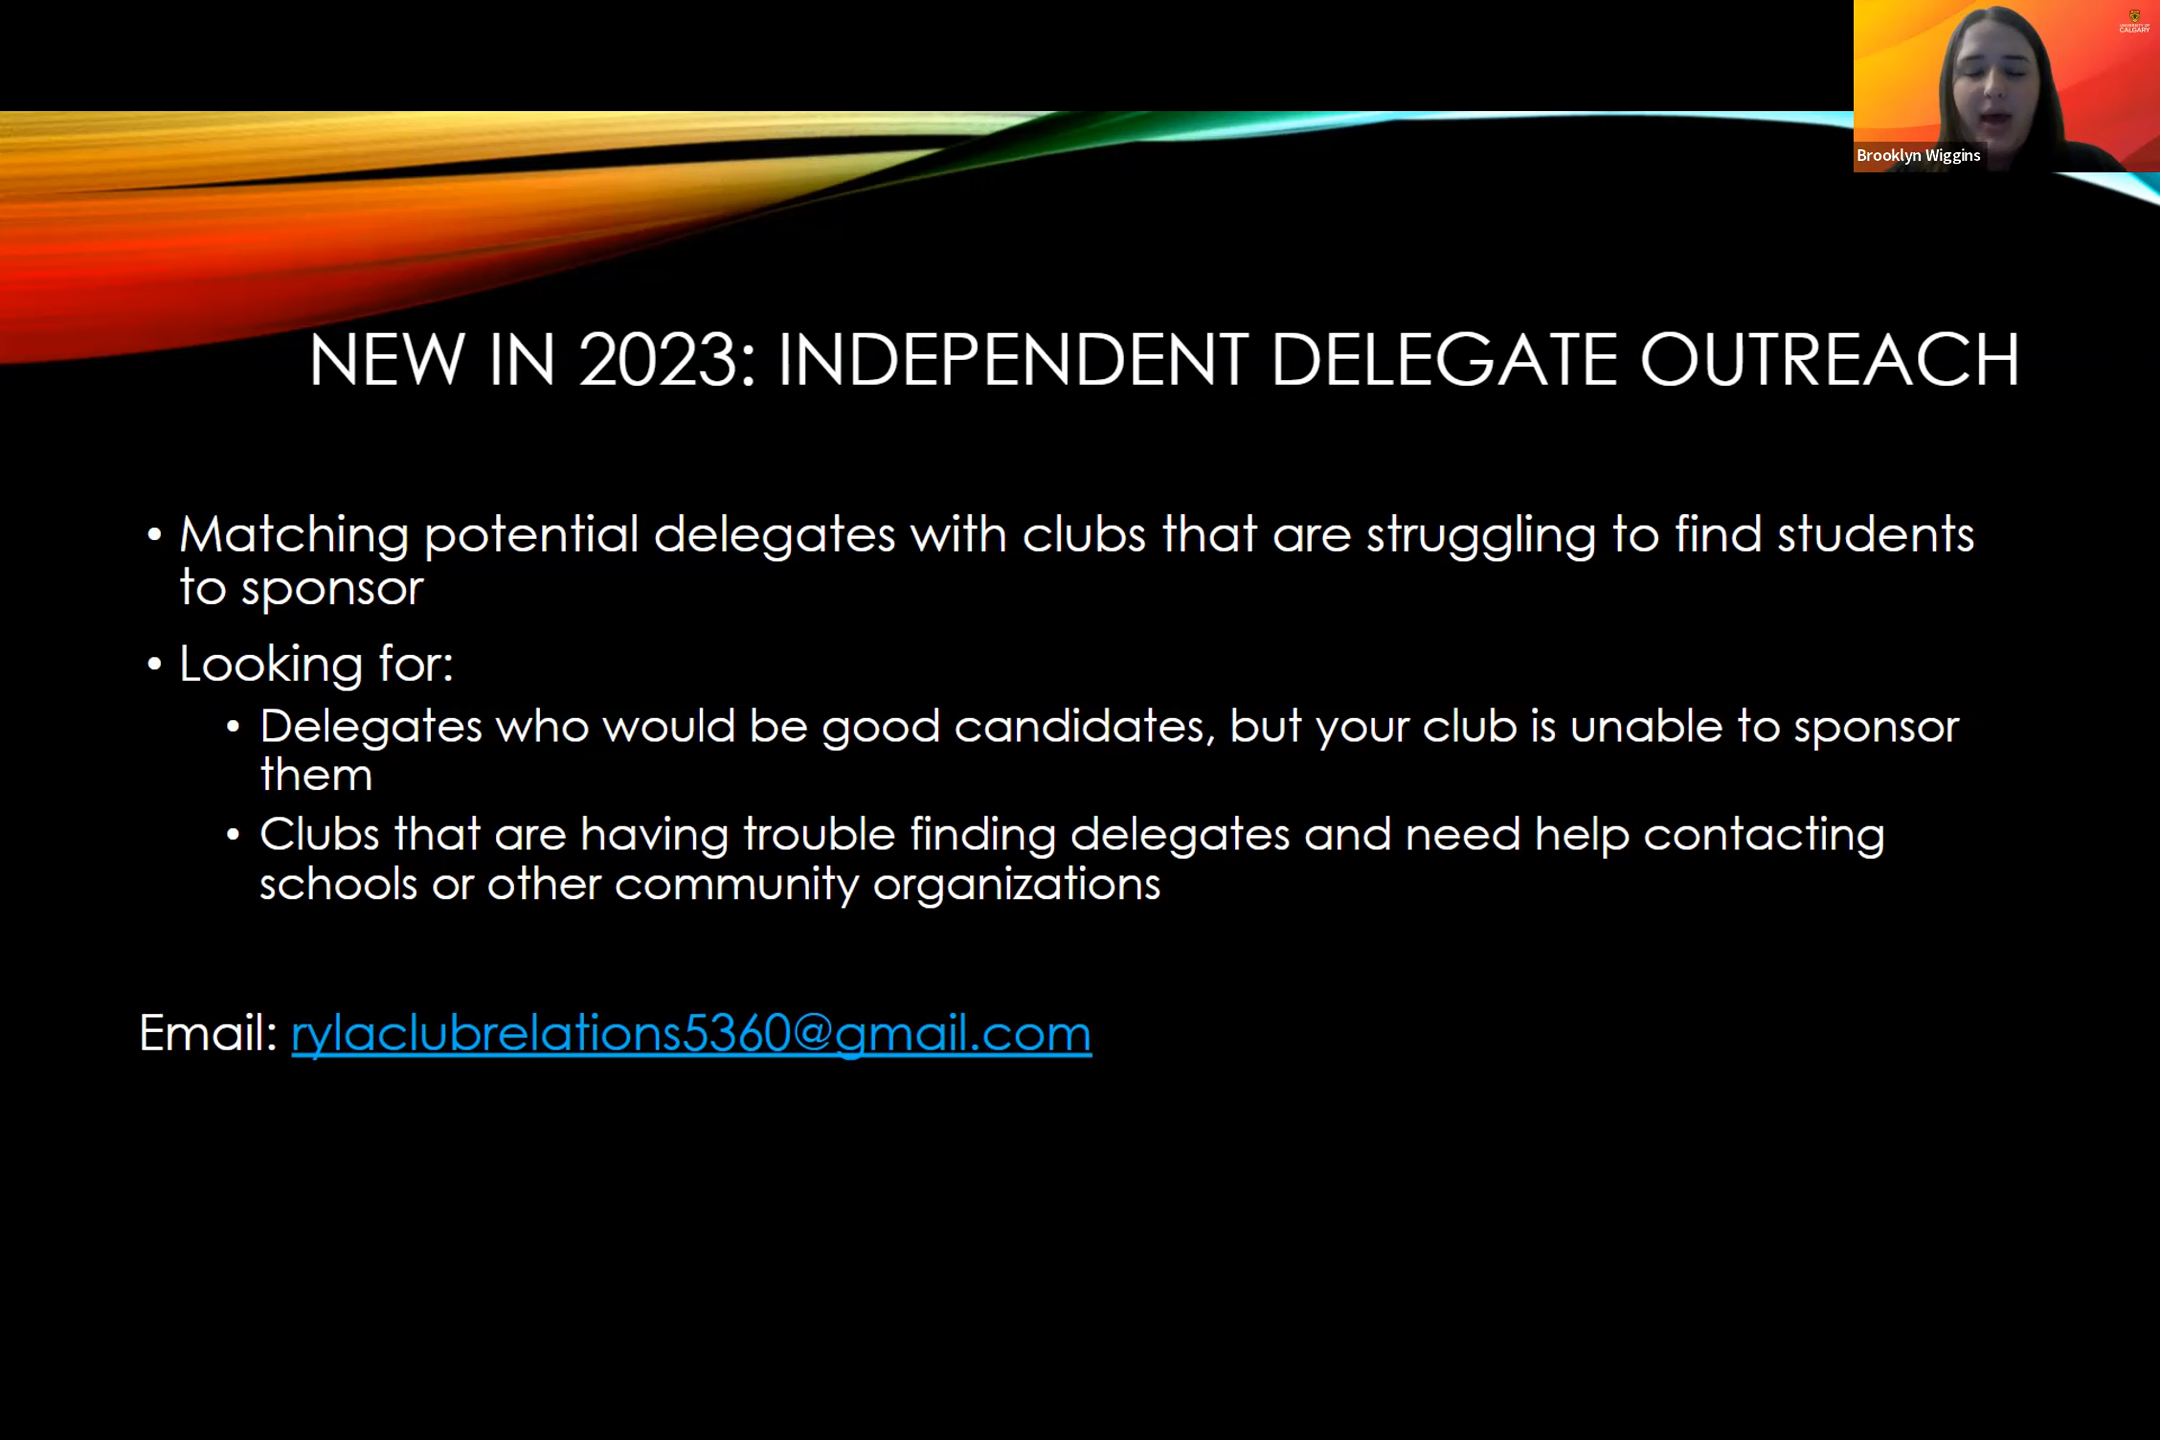 UNIVERSITY OF
CALGARY
Brooklyn Wiggins
NEW IN 2023: INDEPENDENT DELEGATE OUTREACH
• Matching potential delegates with clubs that are struggling to find students
to sponsor
• Looking for:
• Delegates who would be good candidates, but your club is unable to sponsor
them
• Clubs that are having trouble finding delegates and need help contacting
schools or other community organizations
Email: rylaclubrelations5360@gmail.com